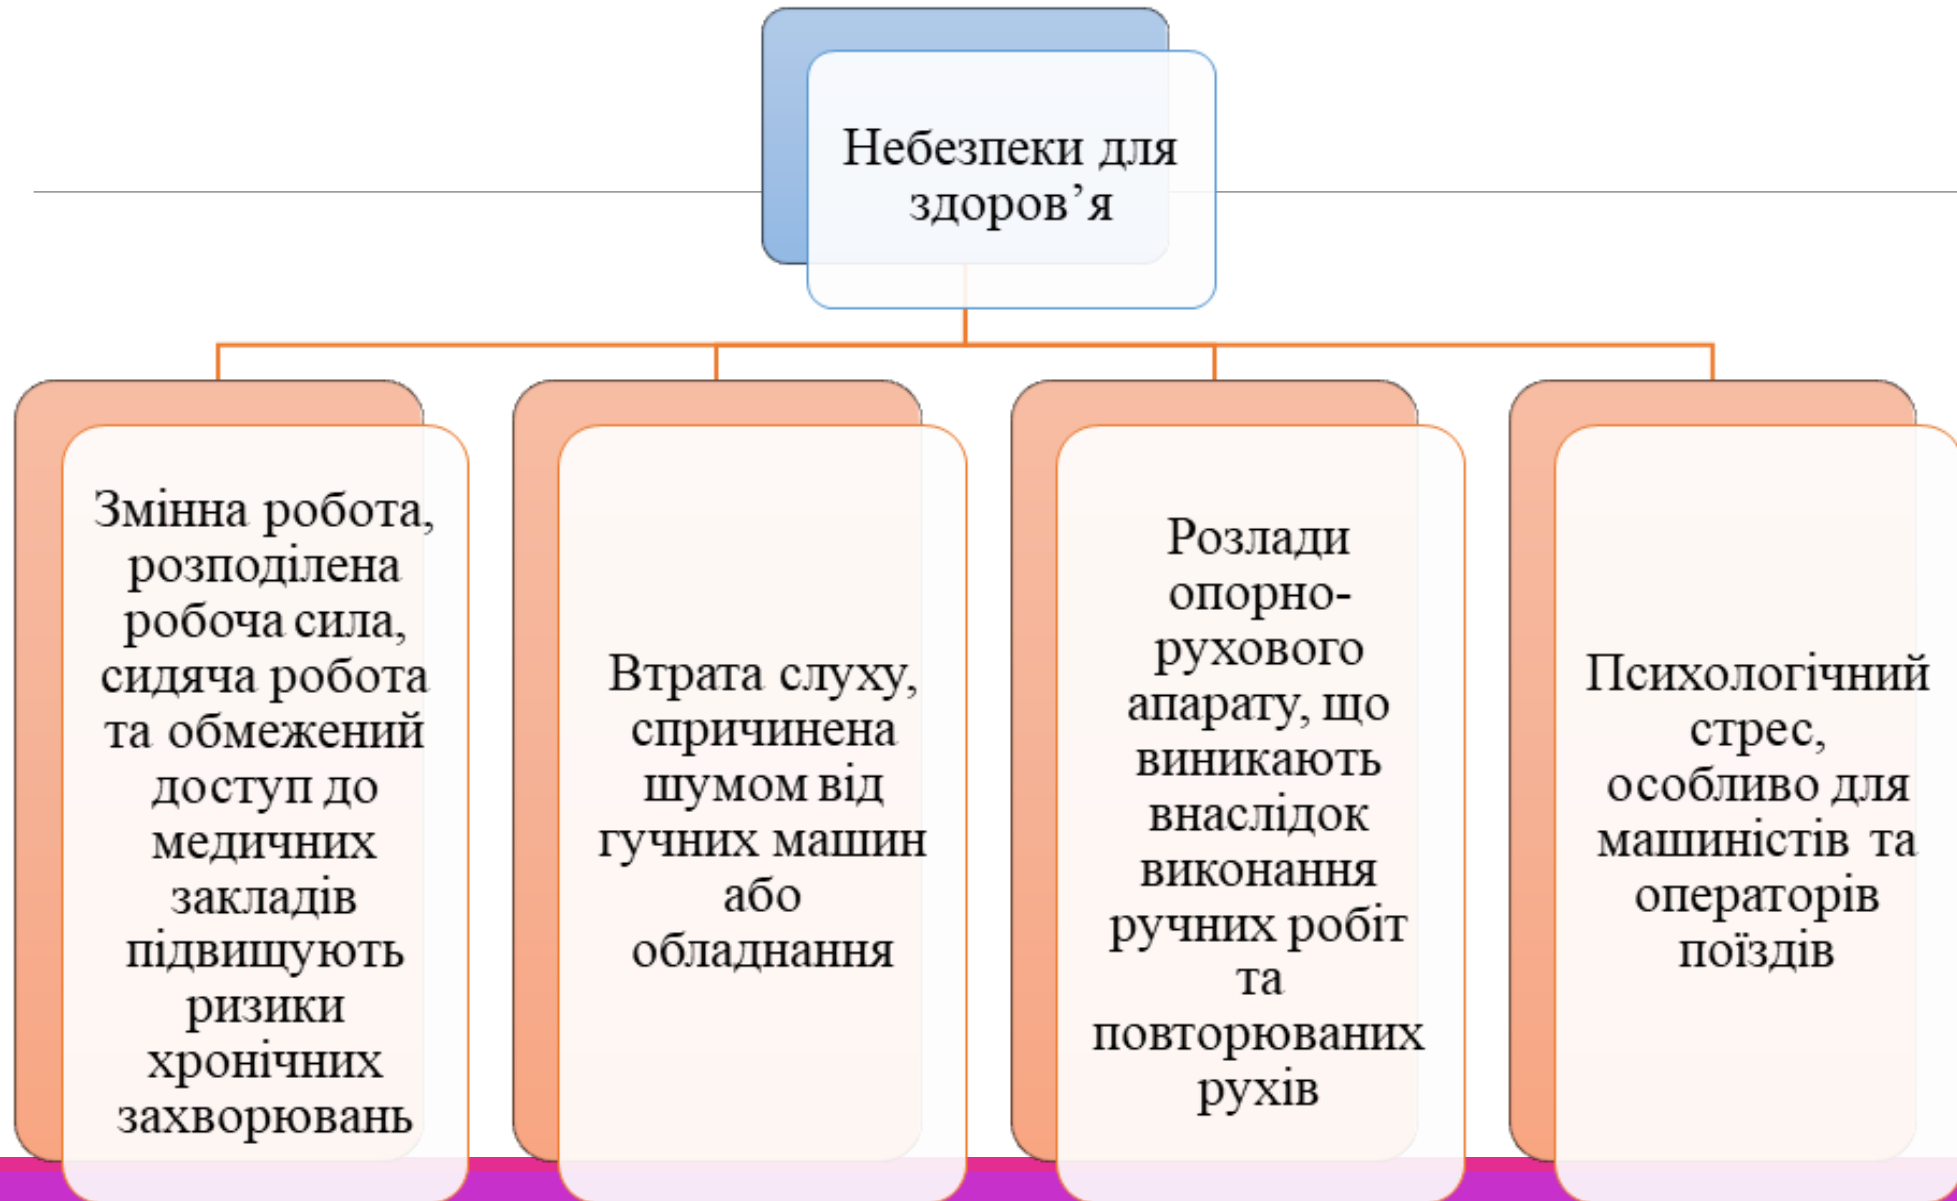 Небезпеки для
здоров’я
Змінна робота,
розподілена
робоча сила,
сидяча робота
та обмежений
доступ до
медичних
закладів
підвищують
ризики
хронічних
захворювань
Втрата слуху,
спричинена
шумом від
гучних машин
або
обладнання
Розлади
опорно-
рухового
апарату, що
виникають
внаслідок
виконання
ручних робіт
та
повторюваних
рухів
Психологічний
стрес,
особливо для
машиністів та
операторів
поїздів